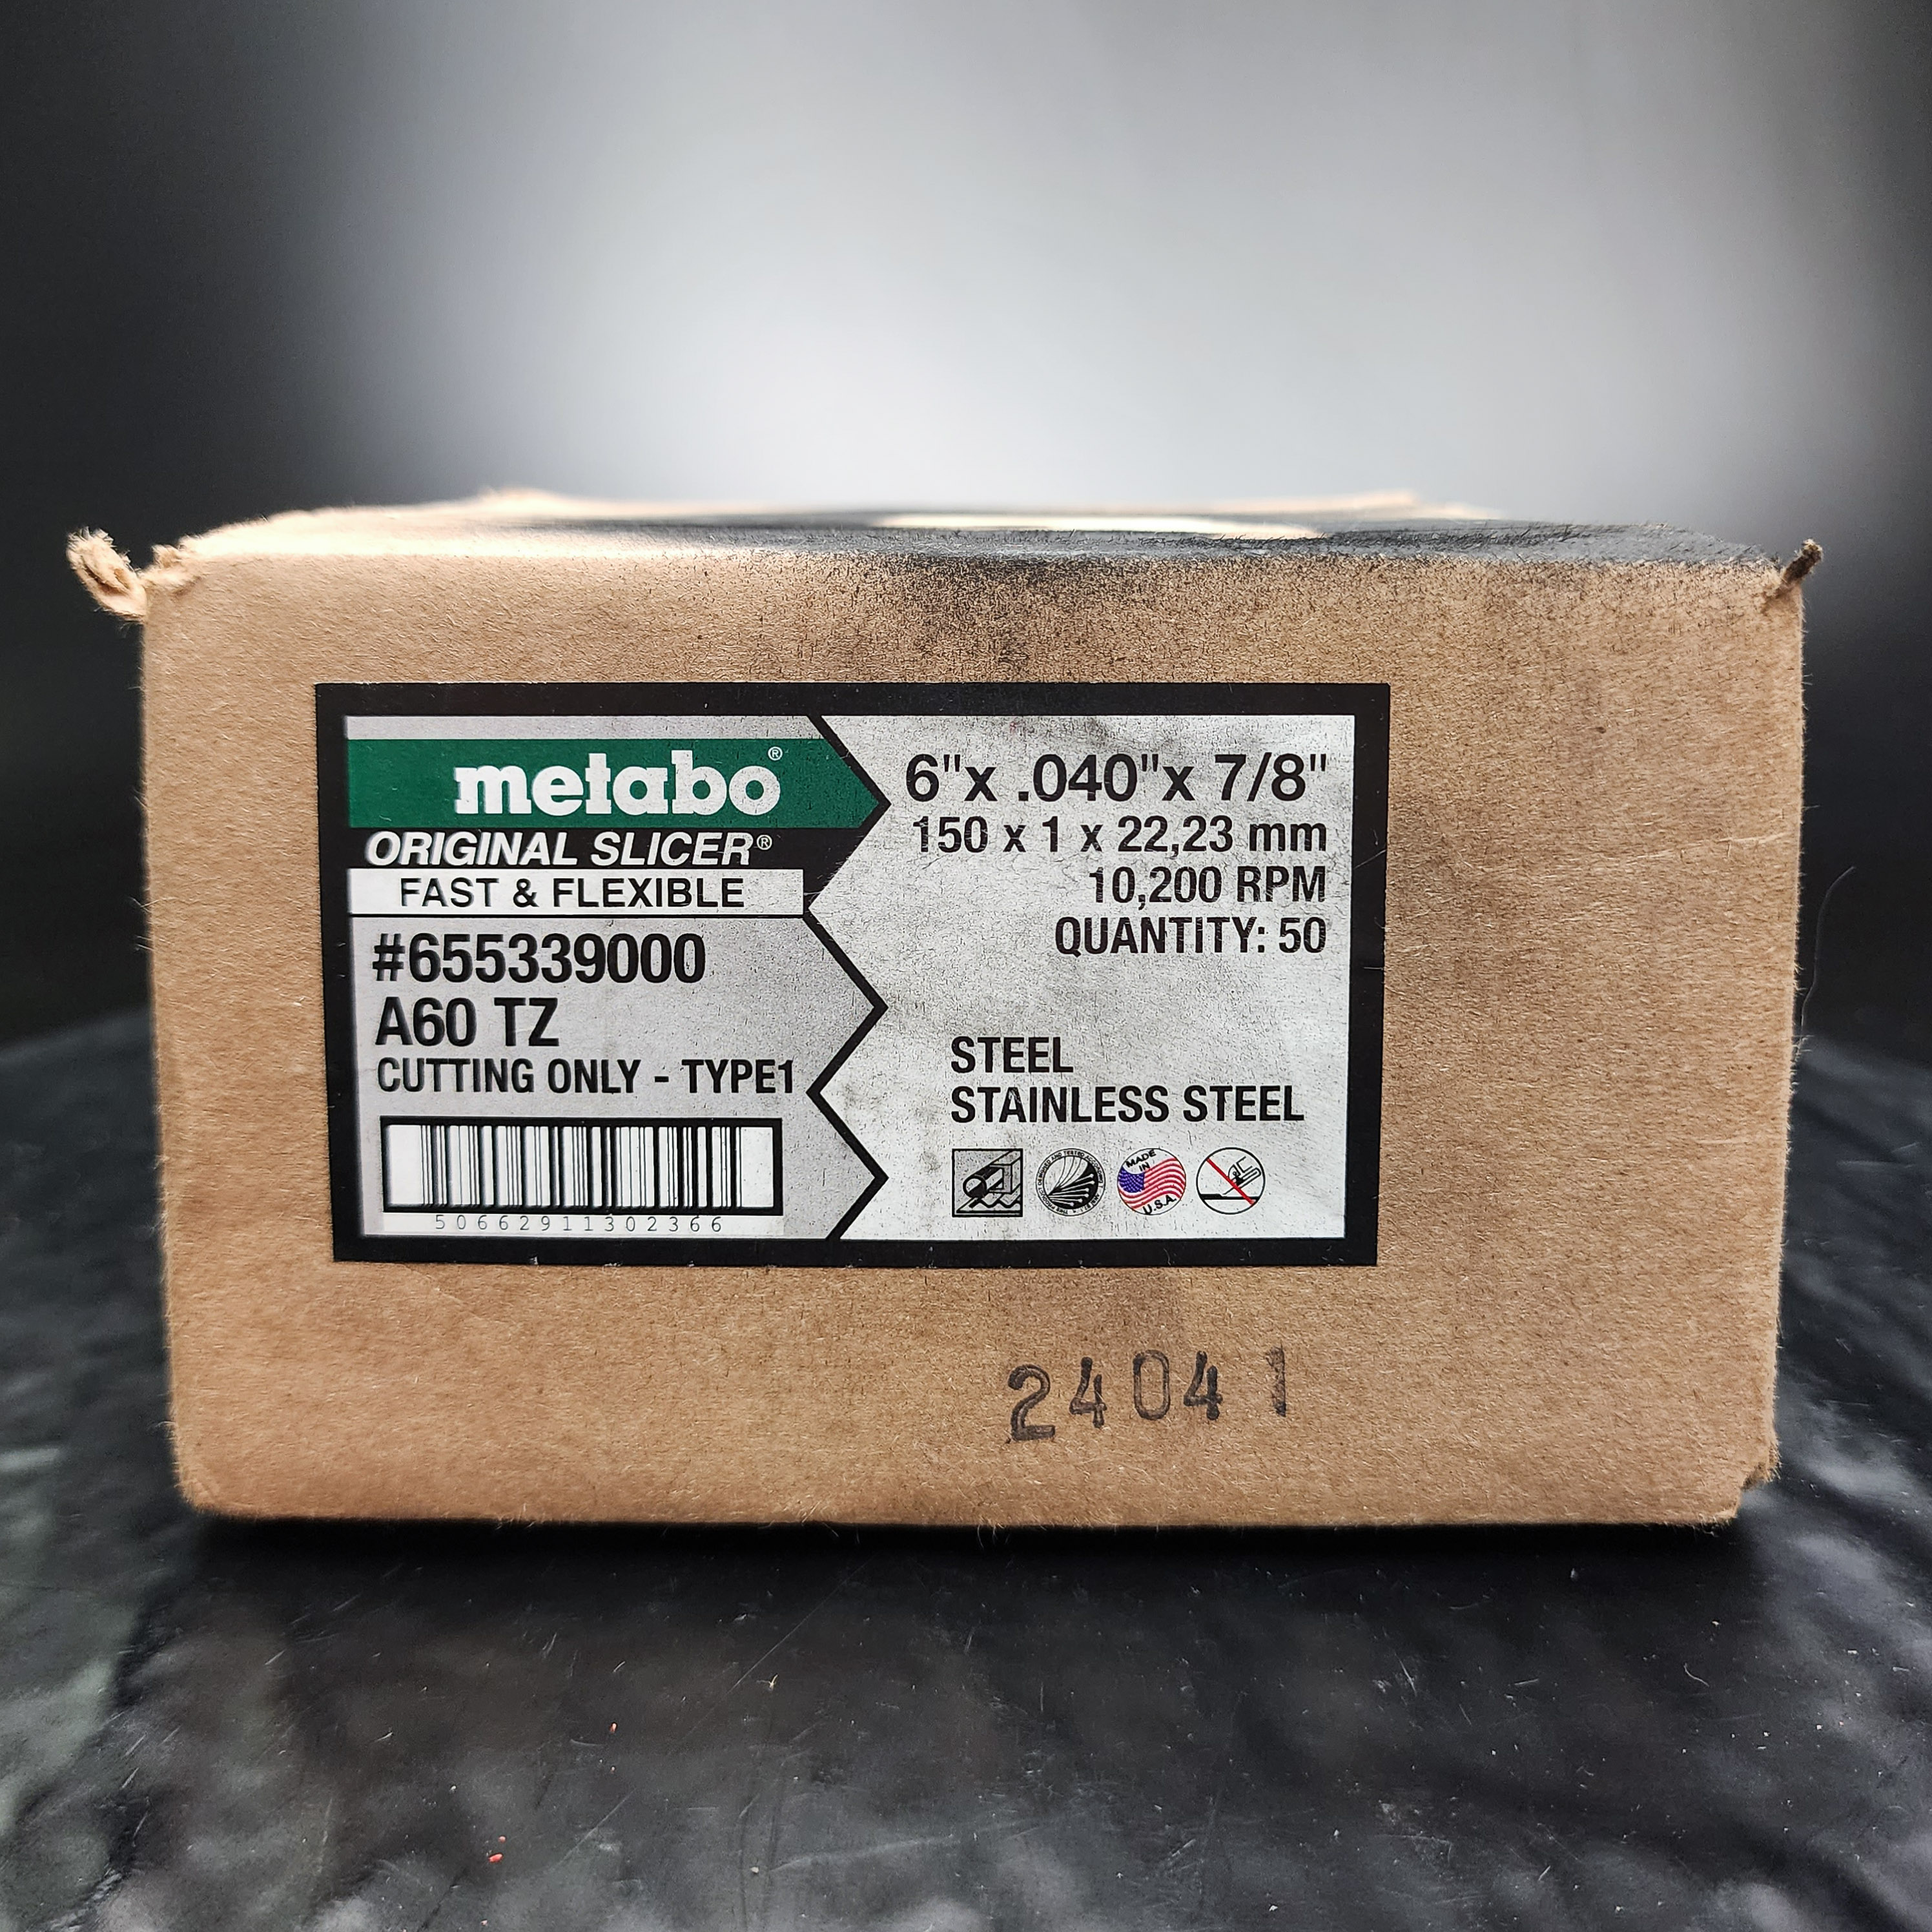 metabo®
ORIGINAL SLICER®
FAST & FLEXIBLE
#655339000
A60 TZ
CUTTING ONLY - TYPE1
50662911302366
6"x .040"x 7/8"
150 x 1 x 22,23 mm
10,200 RPM
QUANTITY: 50
STEEL
STAINLESS STEEL
MADE
IN
U.S.A.
24041